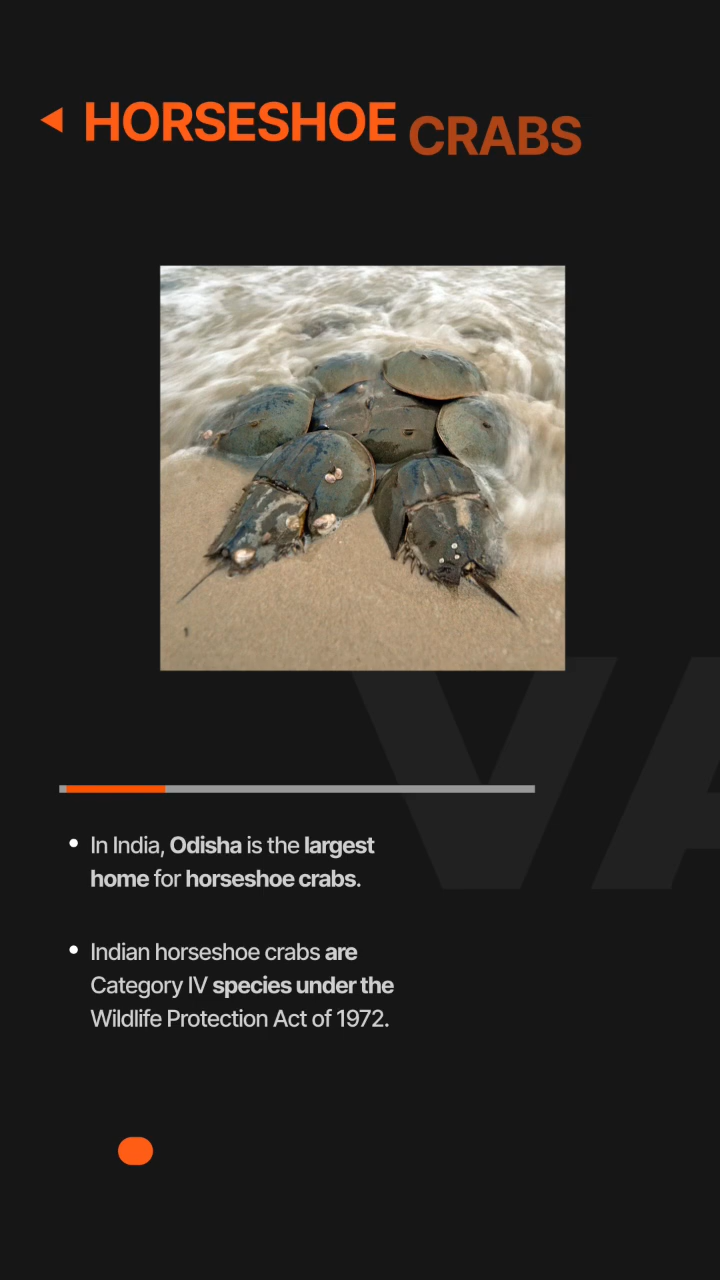 HORSESHOE CRABS
VA
In India, Odisha is the largest
home for horseshoe crabs.
Indian horseshoe crabs are
Category IV species under the
Wildlife Protection Act of 1972.